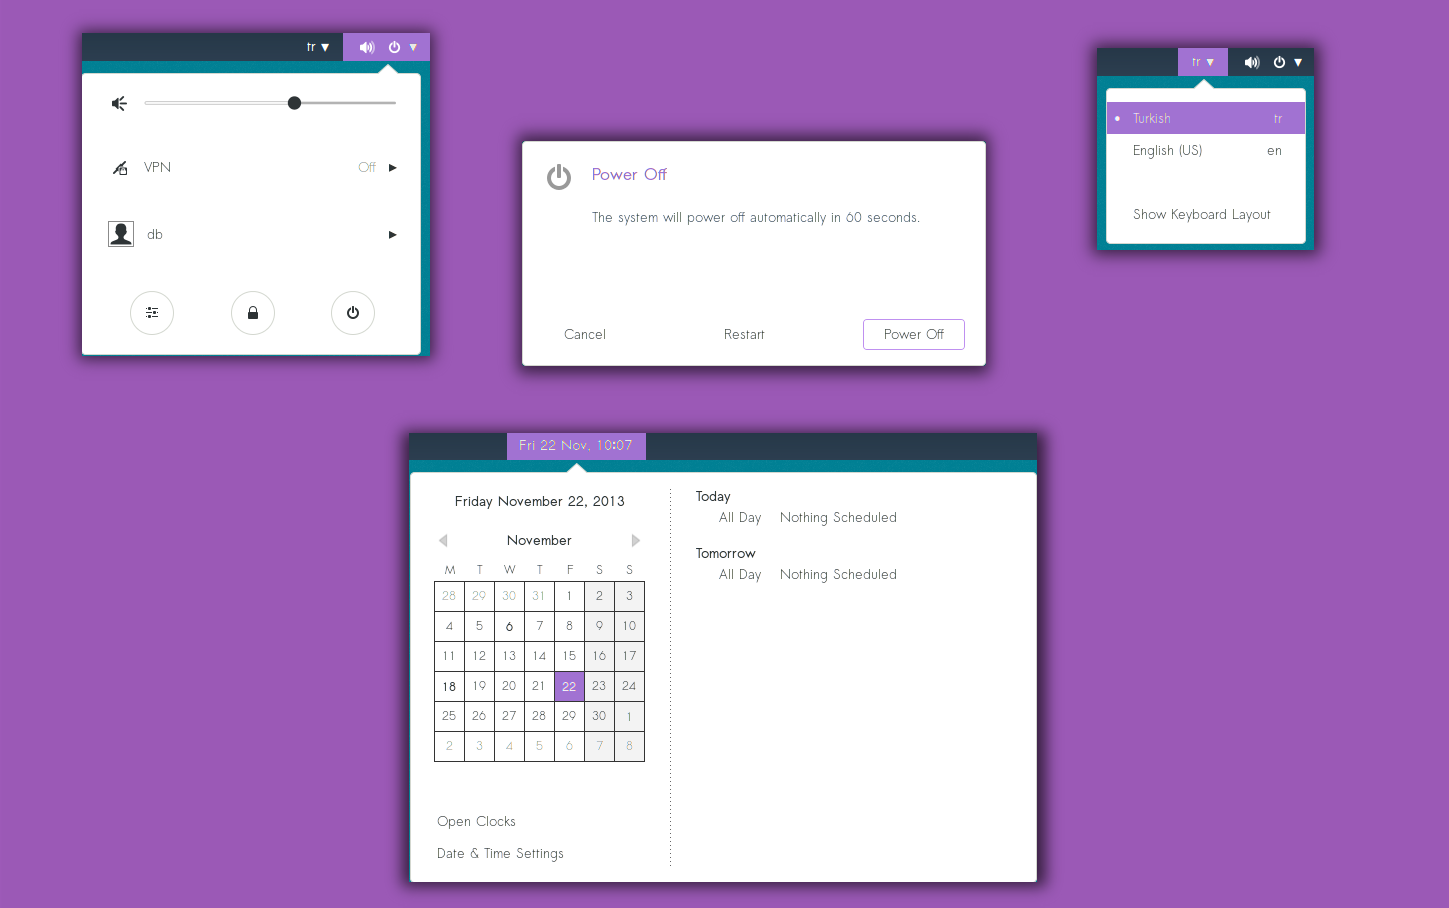 tr
VPN Off
db
Power Off
The system will power off automatically in 60 seconds.
Cancel Restart Power Off
tr
Turkish tr
English (US) en
Show Keyboard Layout
Fri 22 Nov, 10:07
Friday November 22, 2013
November
M T W T F S S
28 29 30 31 1 2 3
4 5 6 7 8 9 10
11 12 13 14 15 16 17
18 19 20 21 22 23 24
25 26 27 28 29 30 1
2 3 4 5 6 7 8
Open Clocks
Date & Time Settings
Today
All Day Nothing Scheduled
Tomorrow
All Day Nothing Scheduled